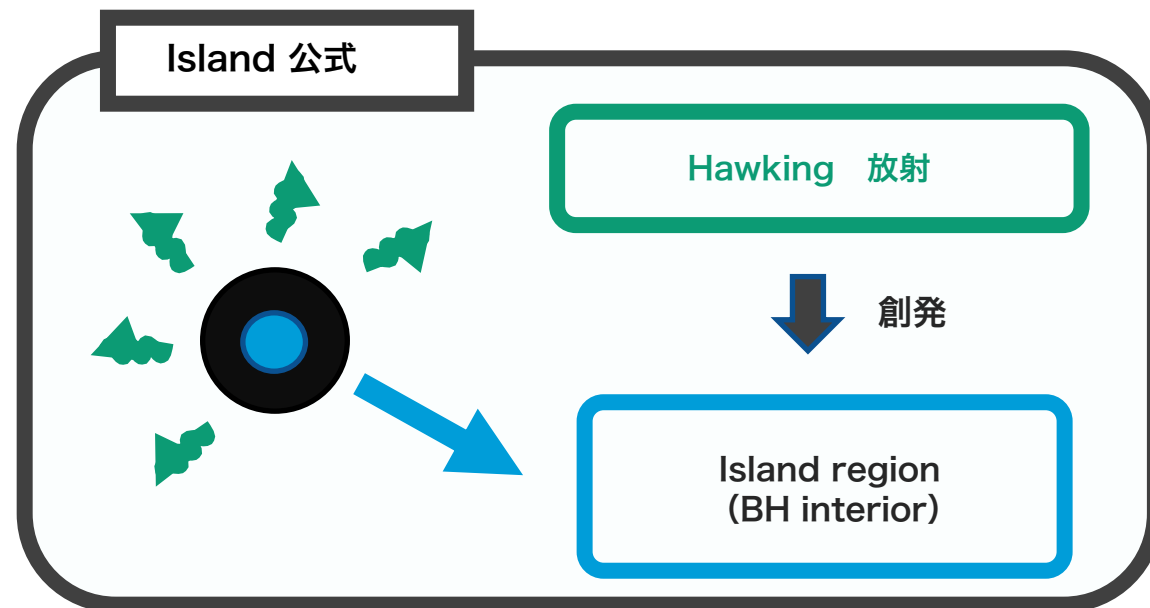 Island 公式
Hawking　放射
創発
Island region
（BH interior）